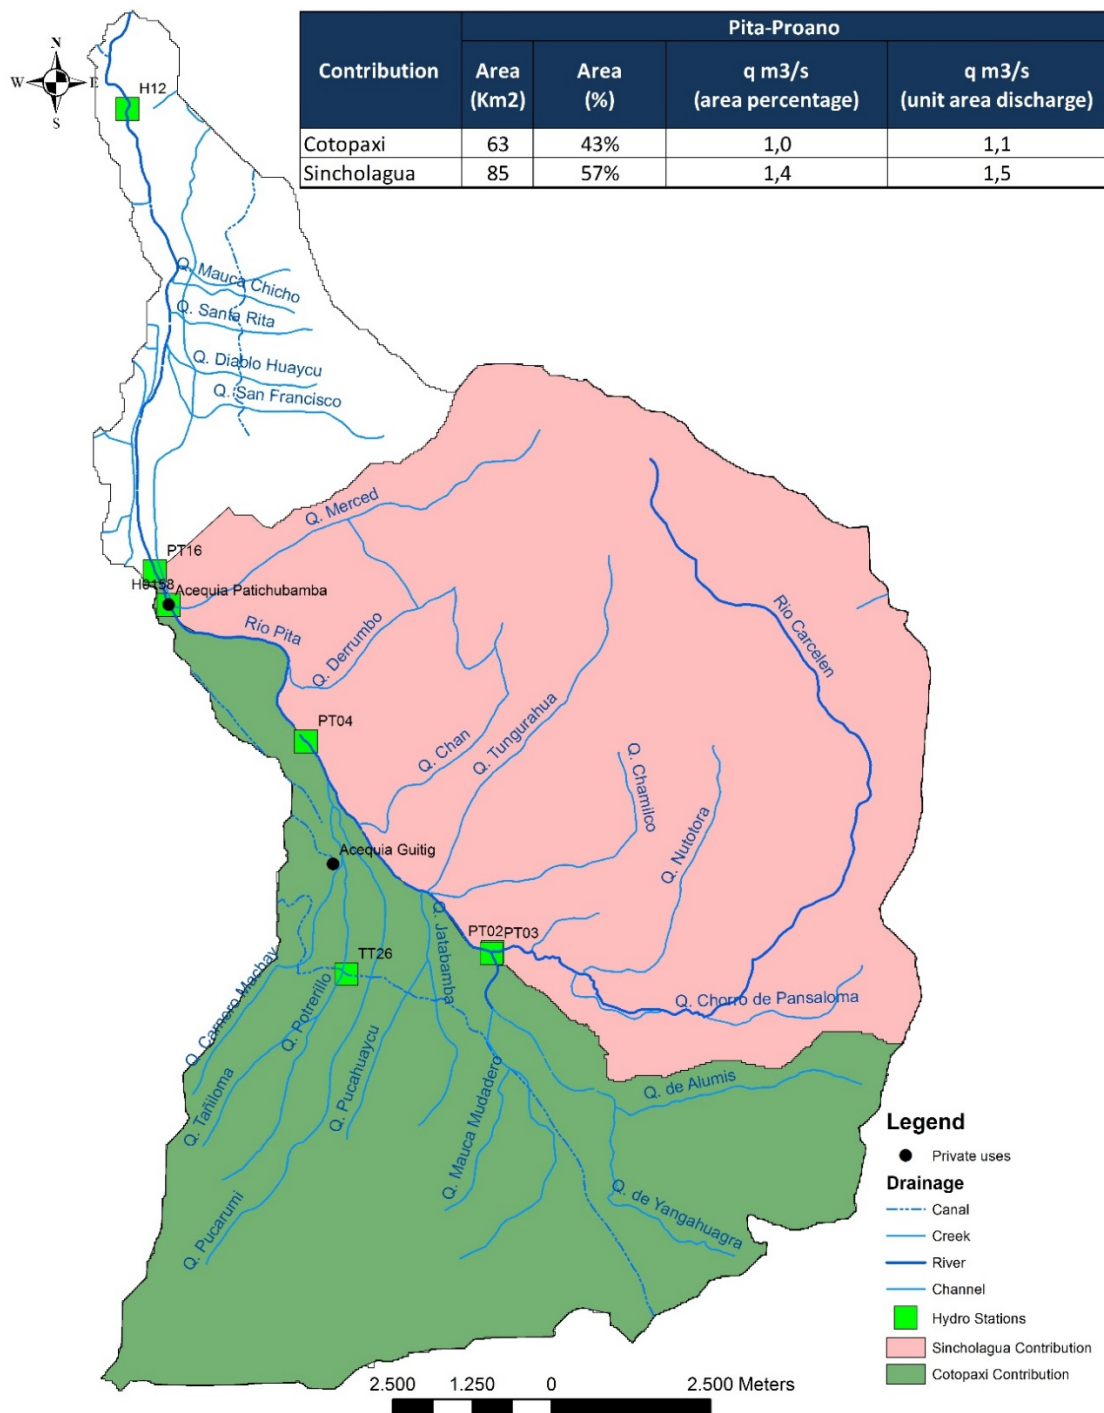 Pita-Proano
Contribution
Area (Km2)
Area (%)
q m3/s (area percentage)
q m3/s (unit area discharge)
Cotopaxi 63 43% 1,0 1,1
Sincholagua 85 57% 1,4 1,5
N
W E
S
H12
Q. Mauca Chicho
Q. Santa Rita
Q. Diablo Huaycu
Q. San Francisco
Q. Merced
PT16
H0158
Acequia Patichubamba
Río Pita
Q. Derrumbo
Río Carcelen
PT04
Q. Chan
Q. Tungurahua
Q. Chamilco
Q. Nutotora
Acequia Guitig
Q. Jatabamba
PT02
PT03
TT26
Q. Carnero Machay
Q. Potrerillo
Q. Chorro de Pansaloma
Q. Tañiloma
Q. Pucahuaycu
Q. Mauca Mudadero
Q. de Alumis
Q. Pucarumi
Q. de Yangahuagra
Legend
Private uses
Drainage
Canal
Creek
River
Channel
Hydro Stations
Sincholagua Contribution
Cotopaxi Contribution
2.500 1.250 0 2.500 Meters